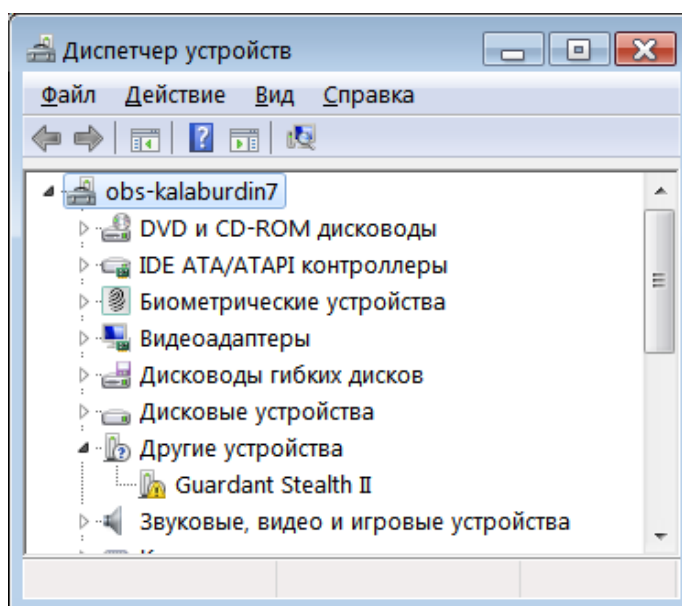 Диспетчер устройств
Файл Действие Вид Справка
obs-kalaburdin7
DVD и CD-ROM дисководы
IDE ATA/ATAPI контроллеры
Биометрические устройства
Видеоадаптеры
Дисководы гибких дисков
Дисковые устройства
Другие устройства
Guardant Stealth II
Звуковые, видео и игровые устройства